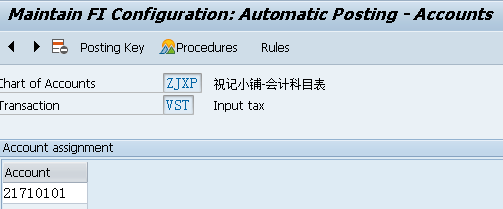 Maintain FI Configuration: Automatic Posting - Accounts
Posting Key Procedures Rules
Chart of Accounts ZJXP 祝记小铺-会计科目表
Transaction VST Input tax
Account assignment
Account
21710101